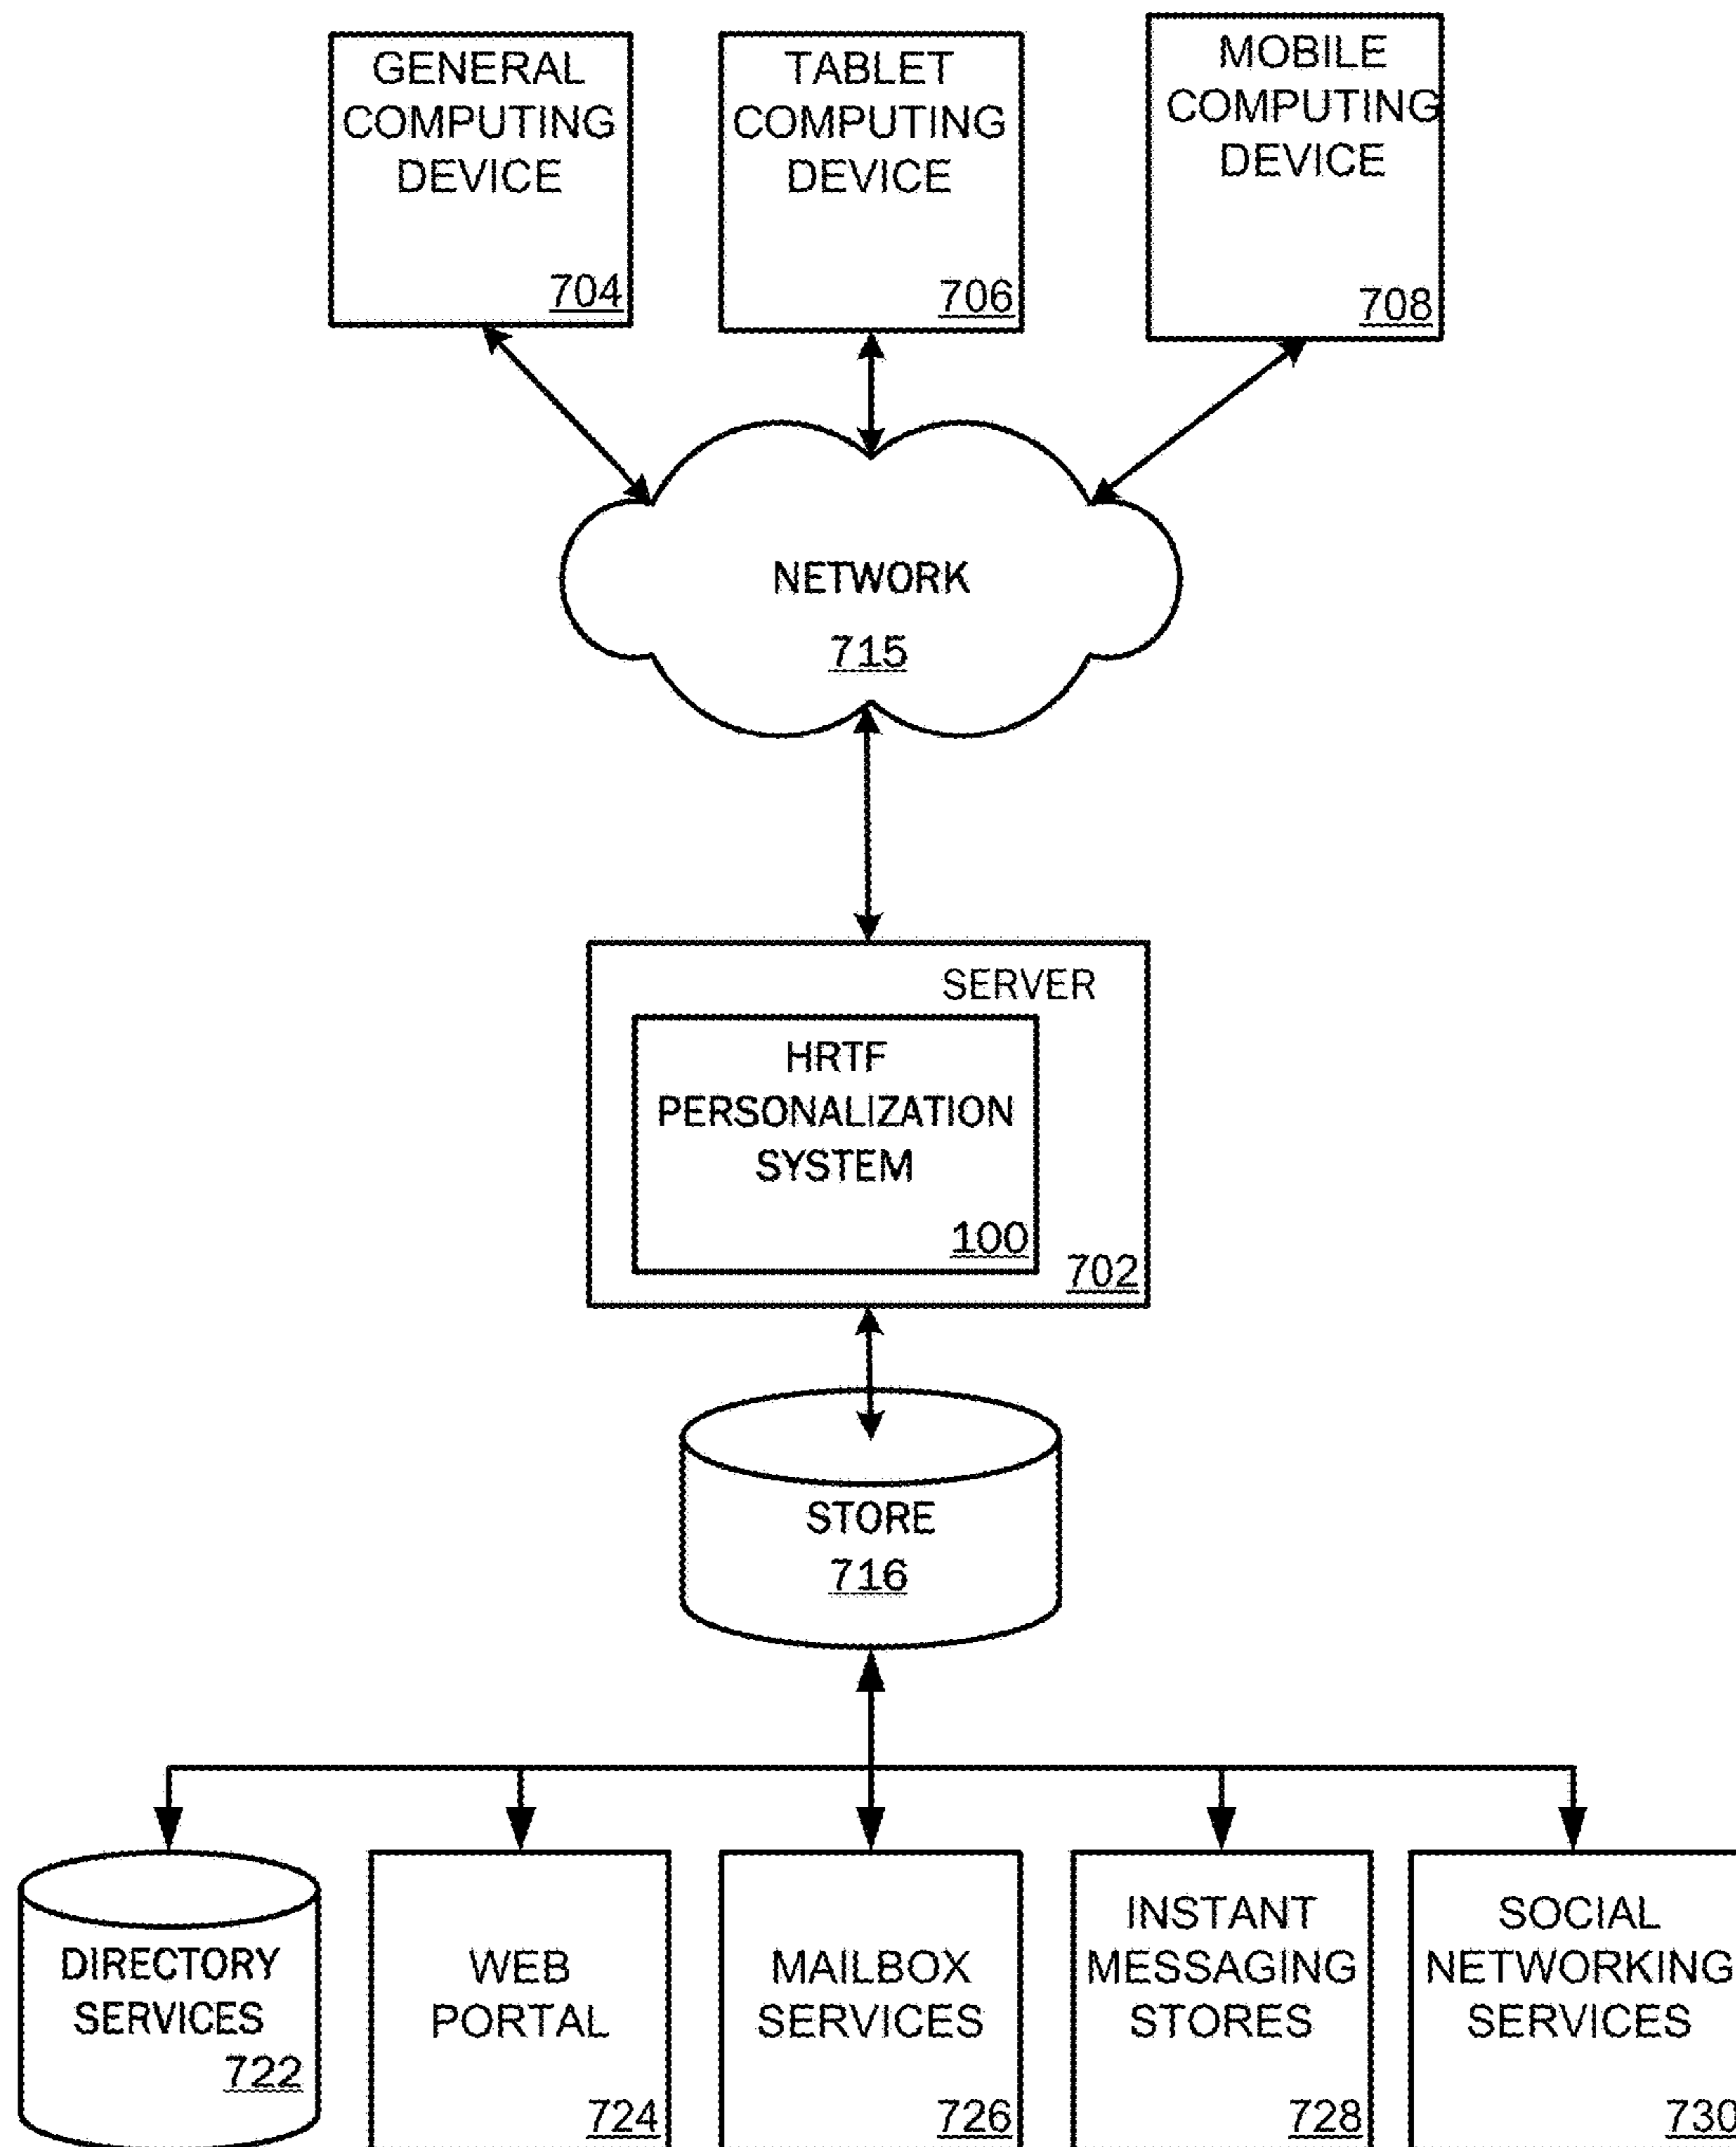 GENERAL
COMPUTING
DEVICE
704
TABLET
COMPUTING
DEVICE
706
MOBILE
COMPUTING
DEVICE
708
NETWORK
715
SERVER
HRTF
PERSONALIZATION
SYSTEM
100
702
STORE
716
DIRECTORY
SERVICES
722
WEB
PORTAL
724
MAILBOX
SERVICES
726
INSTANT
MESSAGING
STORES
728
SOCIAL
NETWORKING
SERVICES
730